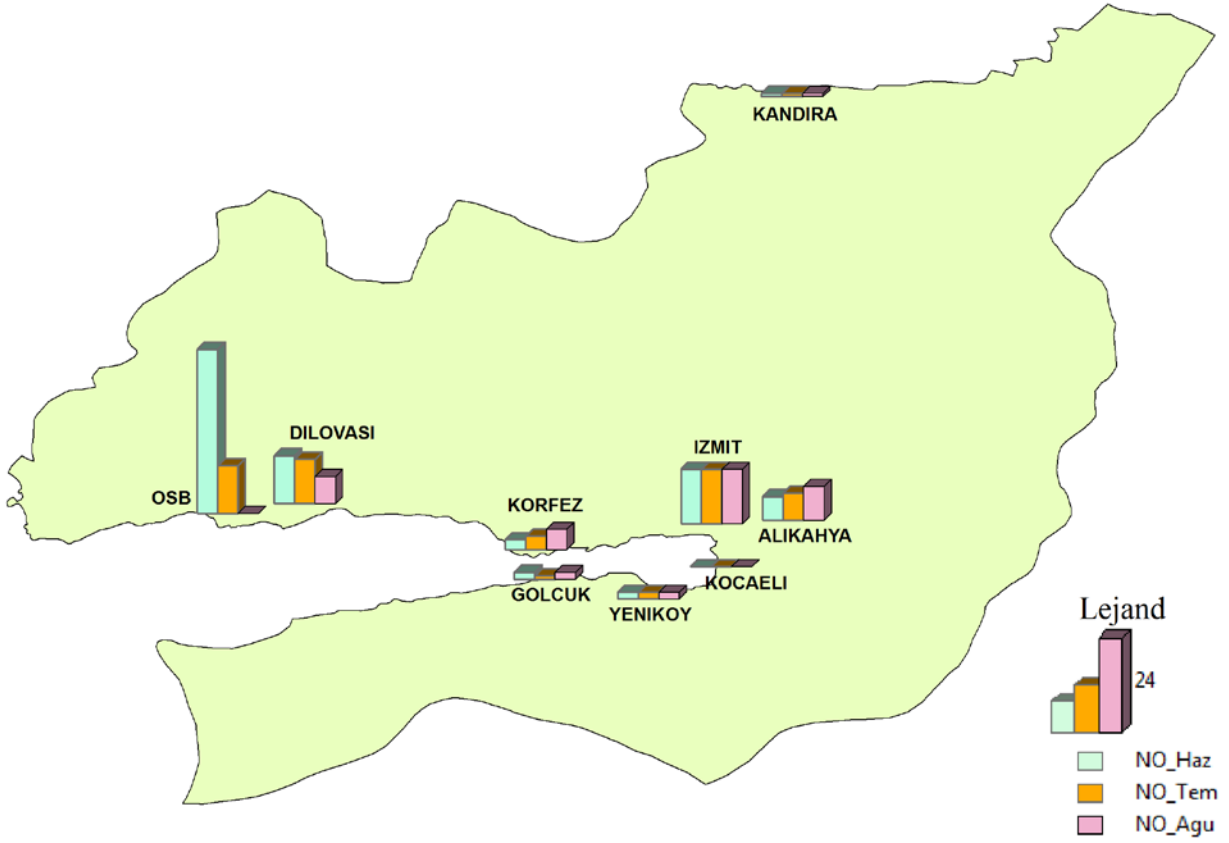 KANDIRA
DILOVASI
IZMIT
OSB
KORFEZ
ALIKAHYA
KOCAELI
GOLCUK
YENIKOY
Lejand
24
NO_Haz
NO_Tem
NO_Agu